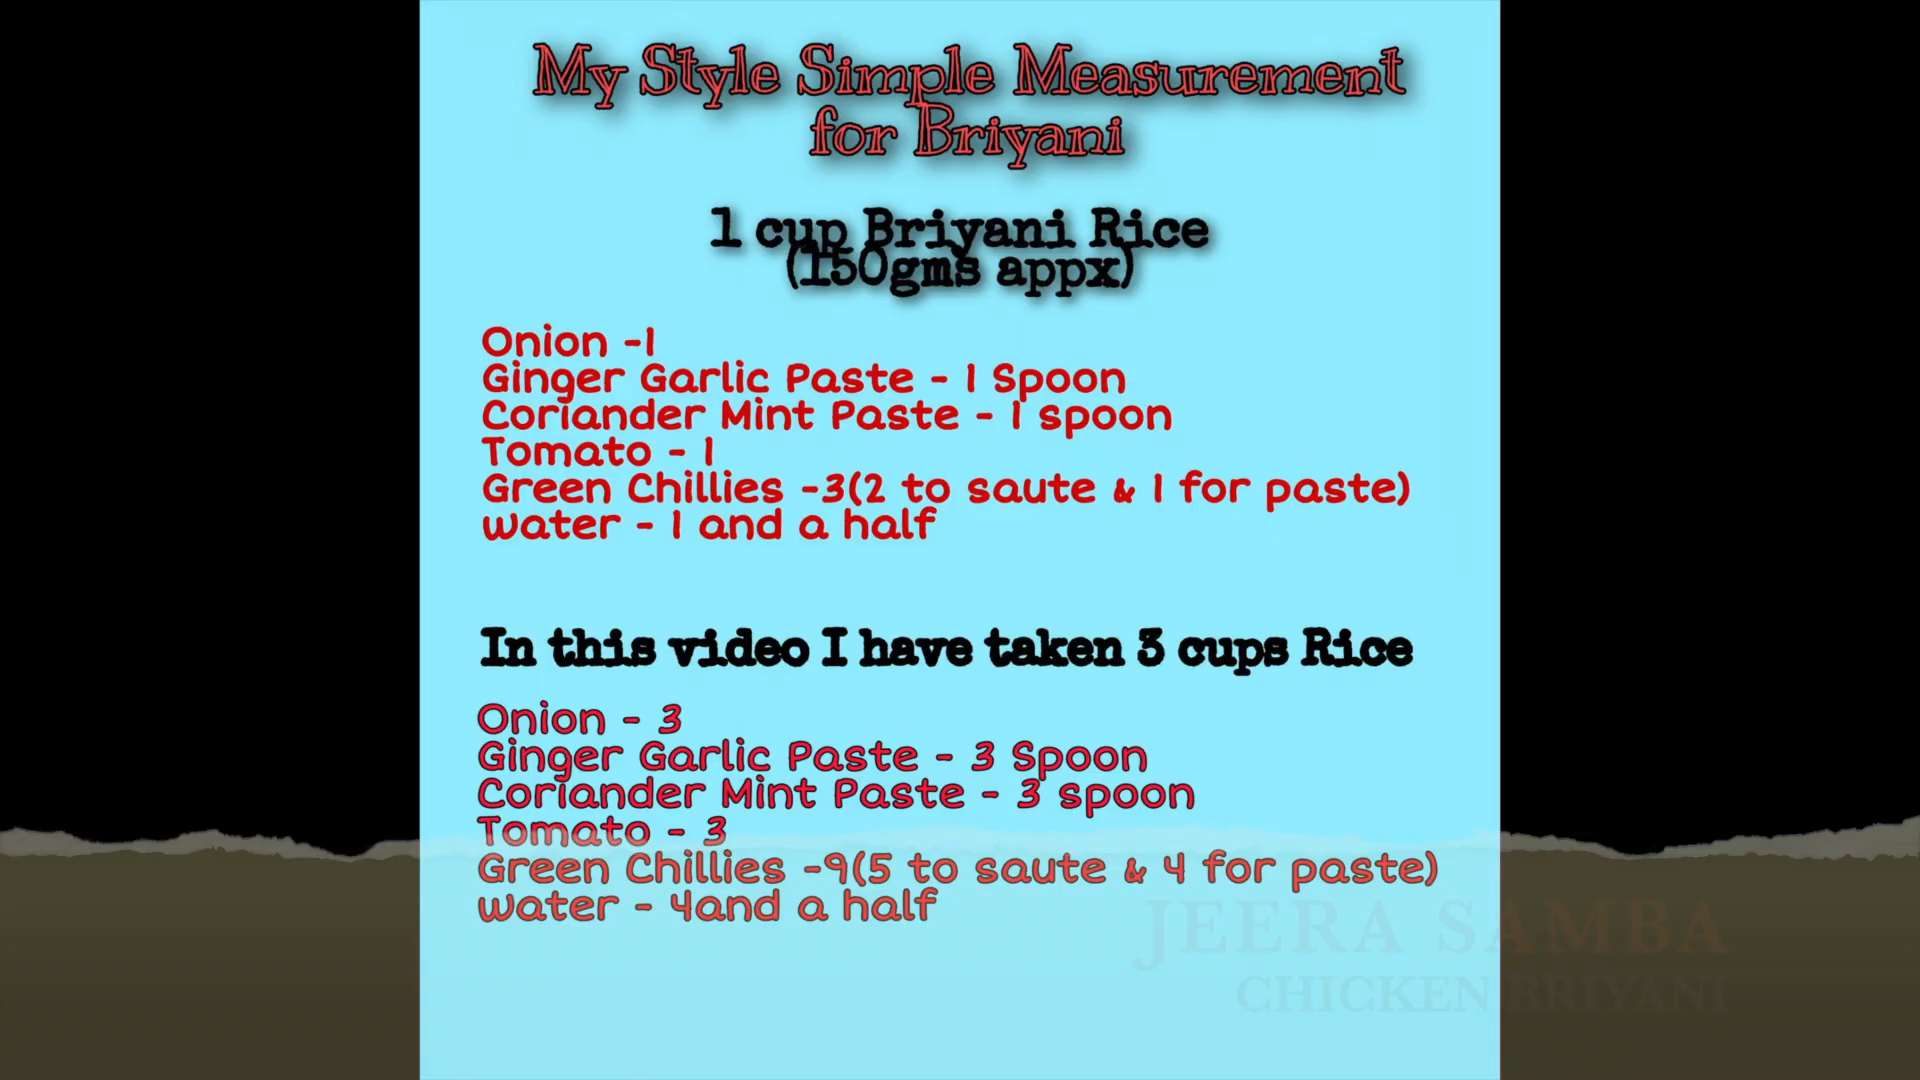 My Style Simple Measurement
for Briyani
1 cup Briyani Rice
(150gms appx)
Onion -1
Ginger Garlic Paste - 1 Spoon
Coriander Mint Paste - 1 spoon
Tomato - 1
Green Chillies -3(2 to saute & 1 for paste)
water - 1 and a half
In this video I have taken 3 cups Rice
Onion - 3
Ginger Garlic Paste - 3 Spoon
Coriander Mint Paste - 3 spoon
Tomato - 3
Green Chillies -9(5 to saute & 4 for paste)
water - 4and a half
JEERA SAMBA
CHICKEN BRIYANI